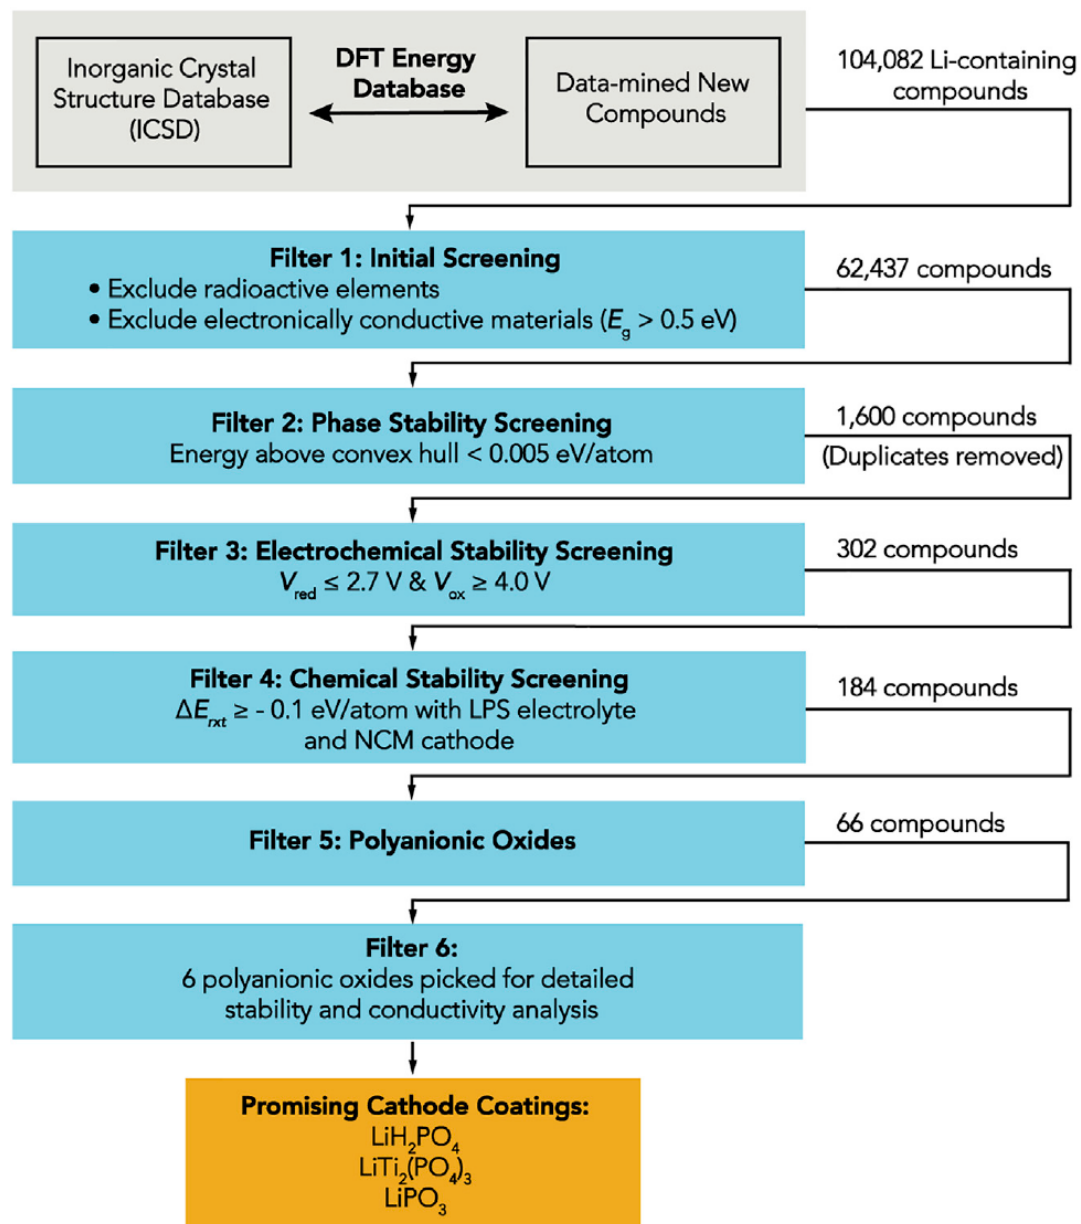 Inorganic Crystal
Structure Database
(ICSD)
DFT Energy
Database
Data-mined New
Compounds
104,082 Li-containing
compounds
Filter 1: Initial Screening
• Exclude radioactive elements
• Exclude electronically conductive materials (E_g > 0.5 eV)
62,437 compounds
Filter 2: Phase Stability Screening
Energy above convex hull < 0.005 eV/atom
1,600 compounds
(Duplicates removed)
Filter 3: Electrochemical Stability Screening
V_red ≤ 2.7 V & V_ox ≥ 4.0 V
302 compounds
Filter 4: Chemical Stability Screening
ΔE_rxt ≥ - 0.1 eV/atom with LPS electrolyte
and NCM cathode
184 compounds
Filter 5: Polyanionic Oxides
66 compounds
Filter 6:
6 polyanionic oxides picked for detailed
stability and conductivity analysis
Promising Cathode Coatings:
LiH₂PO₄
LiTi₂(PO₄)₃
LiPO₃